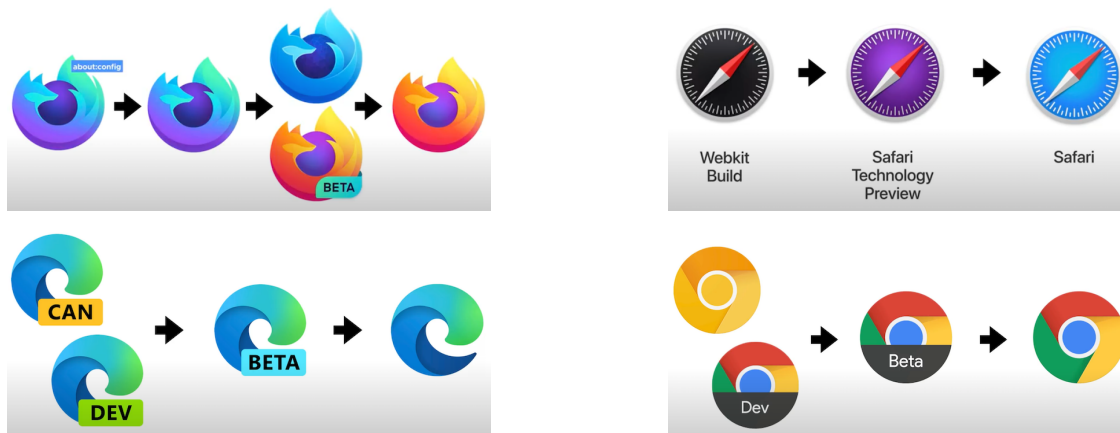 about:config
BETA
Webkit
Build
Safari
Technology
Preview
Safari
CAN
DEV
BETA
Dev
Beta